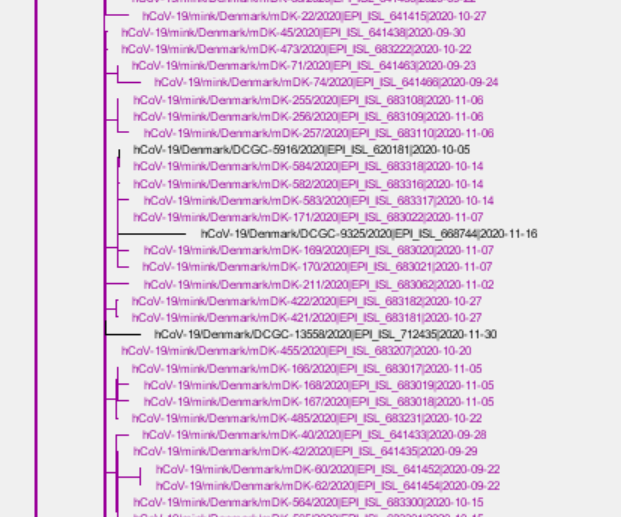 hCoV-19/mink/Denmark/mDK-22/2020|EPI_ISL_641415|2020-10-27
hCoV-19/mink/Denmark/mDK-45/2020|EPI_ISL_641438|2020-09-30
hCoV-19/mink/Denmark/mDK-473/2020|EPI_ISL_683222|2020-10-22
hCoV-19/mink/Denmark/mDK-71/2020|EPI_ISL_641463|2020-09-23
hCoV-19/mink/Denmark/mDK-74/2020|EPI_ISL_641466|2020-09-24
hCoV-19/mink/Denmark/mDK-255/2020|EPI_ISL_683108|2020-11-06
hCoV-19/mink/Denmark/mDK-256/2020|EPI_ISL_683109|2020-11-06
hCoV-19/mink/Denmark/mDK-257/2020|EPI_ISL_683110|2020-11-06
hCoV-19/Denmark/DCGC-5916/2020|EPI_ISL_620181|2020-10-05
hCoV-19/mink/Denmark/mDK-584/2020|EPI_ISL_683318|2020-10-14
hCoV-19/mink/Denmark/mDK-582/2020|EPI_ISL_683316|2020-10-14
hCoV-19/mink/Denmark/mDK-583/2020|EPI_ISL_683317|2020-10-14
hCoV-19/mink/Denmark/mDK-171/2020|EPI_ISL_683022|2020-11-07
hCoV-19/Denmark/DCGC-9325/2020|EPI_ISL_668744|2020-11-16
hCoV-19/mink/Denmark/mDK-169/2020|EPI_ISL_683020|2020-11-07
hCoV-19/mink/Denmark/mDK-170/2020|EPI_ISL_683021|2020-11-07
hCoV-19/mink/Denmark/mDK-211/2020|EPI_ISL_683062|2020-11-02
hCoV-19/mink/Denmark/mDK-422/2020|EPI_ISL_683182|2020-10-27
hCoV-19/mink/Denmark/mDK-421/2020|EPI_ISL_683181|2020-10-27
hCoV-19/Denmark/DCGC-13558/2020|EPI_ISL_712435|2020-11-30
hCoV-19/mink/Denmark/mDK-455/2020|EPI_ISL_683207|2020-10-20
hCoV-19/mink/Denmark/mDK-166/2020|EPI_ISL_683017|2020-11-05
hCoV-19/mink/Denmark/mDK-168/2020|EPI_ISL_683019|2020-11-05
hCoV-19/mink/Denmark/mDK-167/2020|EPI_ISL_683018|2020-11-05
hCoV-19/mink/Denmark/mDK-485/2020|EPI_ISL_683231|2020-10-22
hCoV-19/mink/Denmark/mDK-40/2020|EPI_ISL_641433|2020-09-28
hCoV-19/mink/Denmark/mDK-42/2020|EPI_ISL_641435|2020-09-29
hCoV-19/mink/Denmark/mDK-60/2020|EPI_ISL_641452|2020-09-22
hCoV-19/mink/Denmark/mDK-62/2020|EPI_ISL_641454|2020-09-22
hCoV-19/mink/Denmark/mDK-564/2020|EPI_ISL_683300|2020-10-15